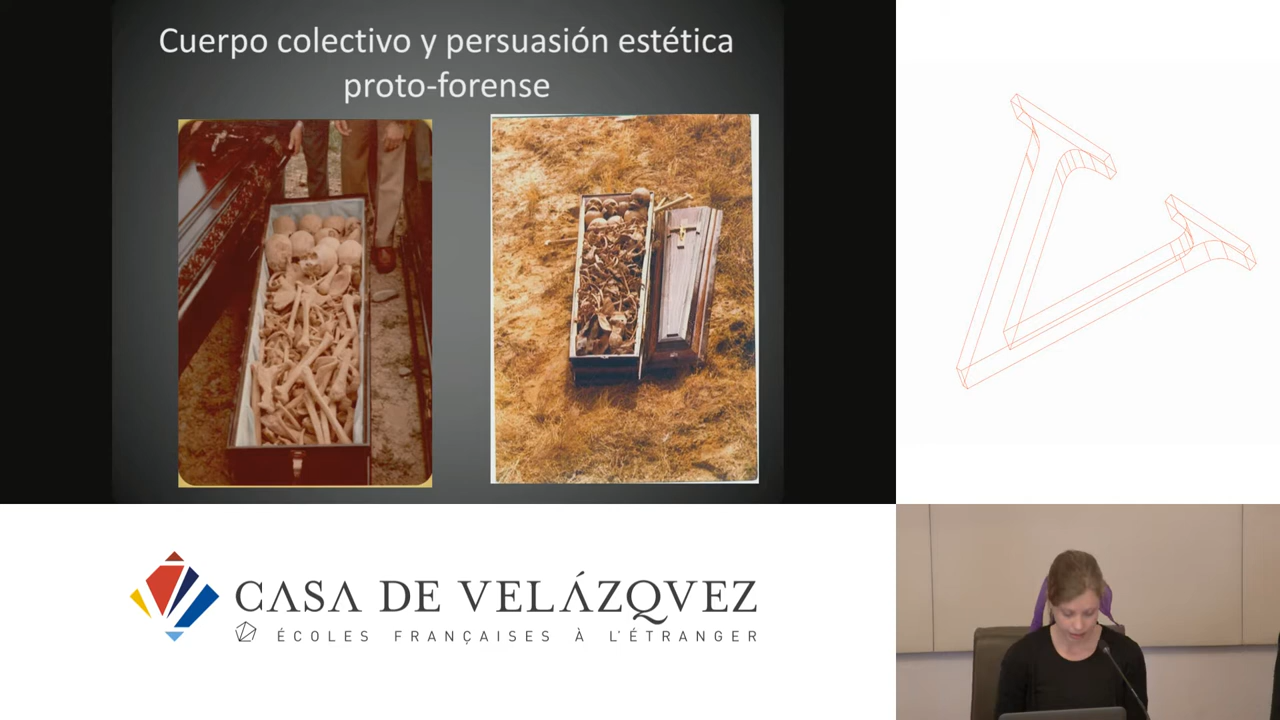 Cuerpo colectivo y persuasión estética
proto-forense
CASA DE VELÁZQVEZ
ÉCOLES FRANÇAISES À L'ÉTRANGER